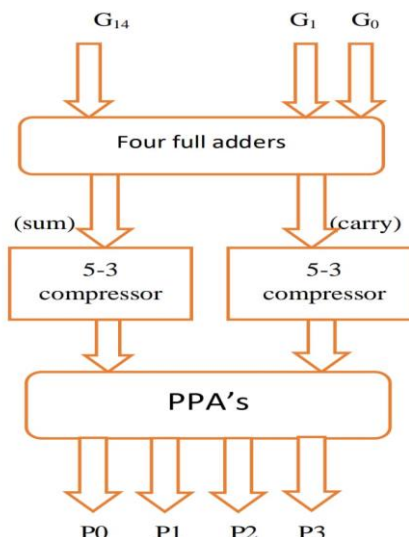 G14 G1 G0
Four full adders
(sum) (carry)
5-3 5-3
compressor compressor
PPA's
P0 P1 P2 P3